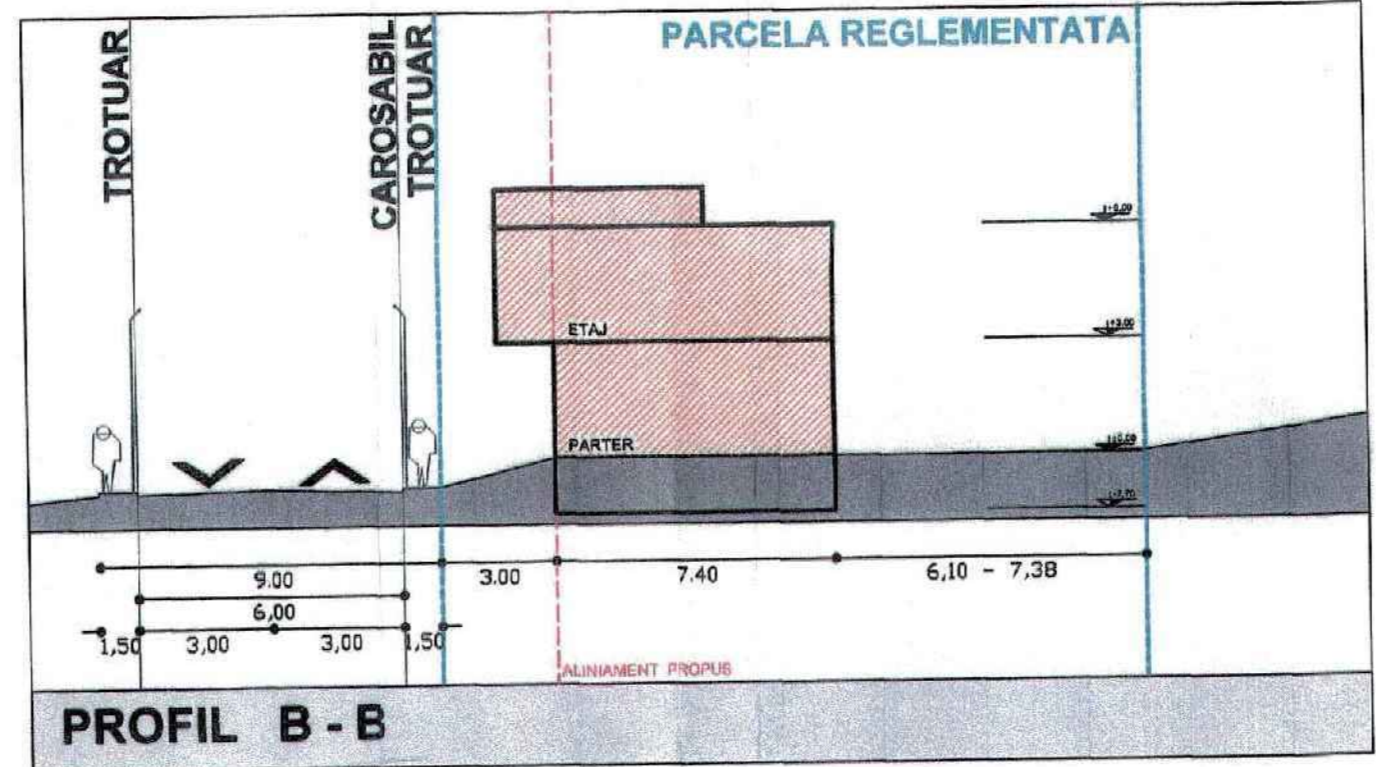 TROTUAR
CAROSABIL
TROTUAR
PARCELA REGLEMENTATA
ETAJ
PARTER
9.00
3.00
7.40
6,10 - 7,38
6,00
1,50
3,00
3,00
1,50
ALINIAMENT PROPUS
PROFIL B - B